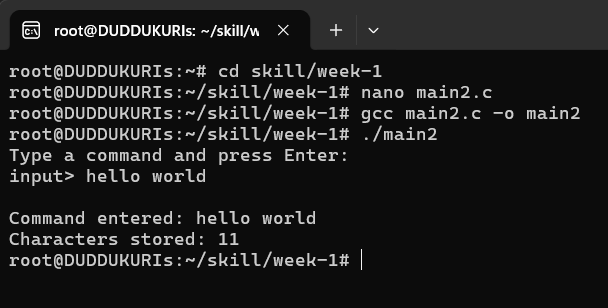 root@DUDDUKURIs: ~/skill/w
root@DUDDUKURIs:~# cd skill/week-1
root@DUDDUKURIs:~/skill/week-1# nano main2.c
root@DUDDUKURIs:~/skill/week-1# gcc main2.c -o main2
root@DUDDUKURIs:~/skill/week-1# ./main2
Type a command and press Enter:
input> hello world
Command entered: hello world
Characters stored: 11
root@DUDDUKURIs:~/skill/week-1#